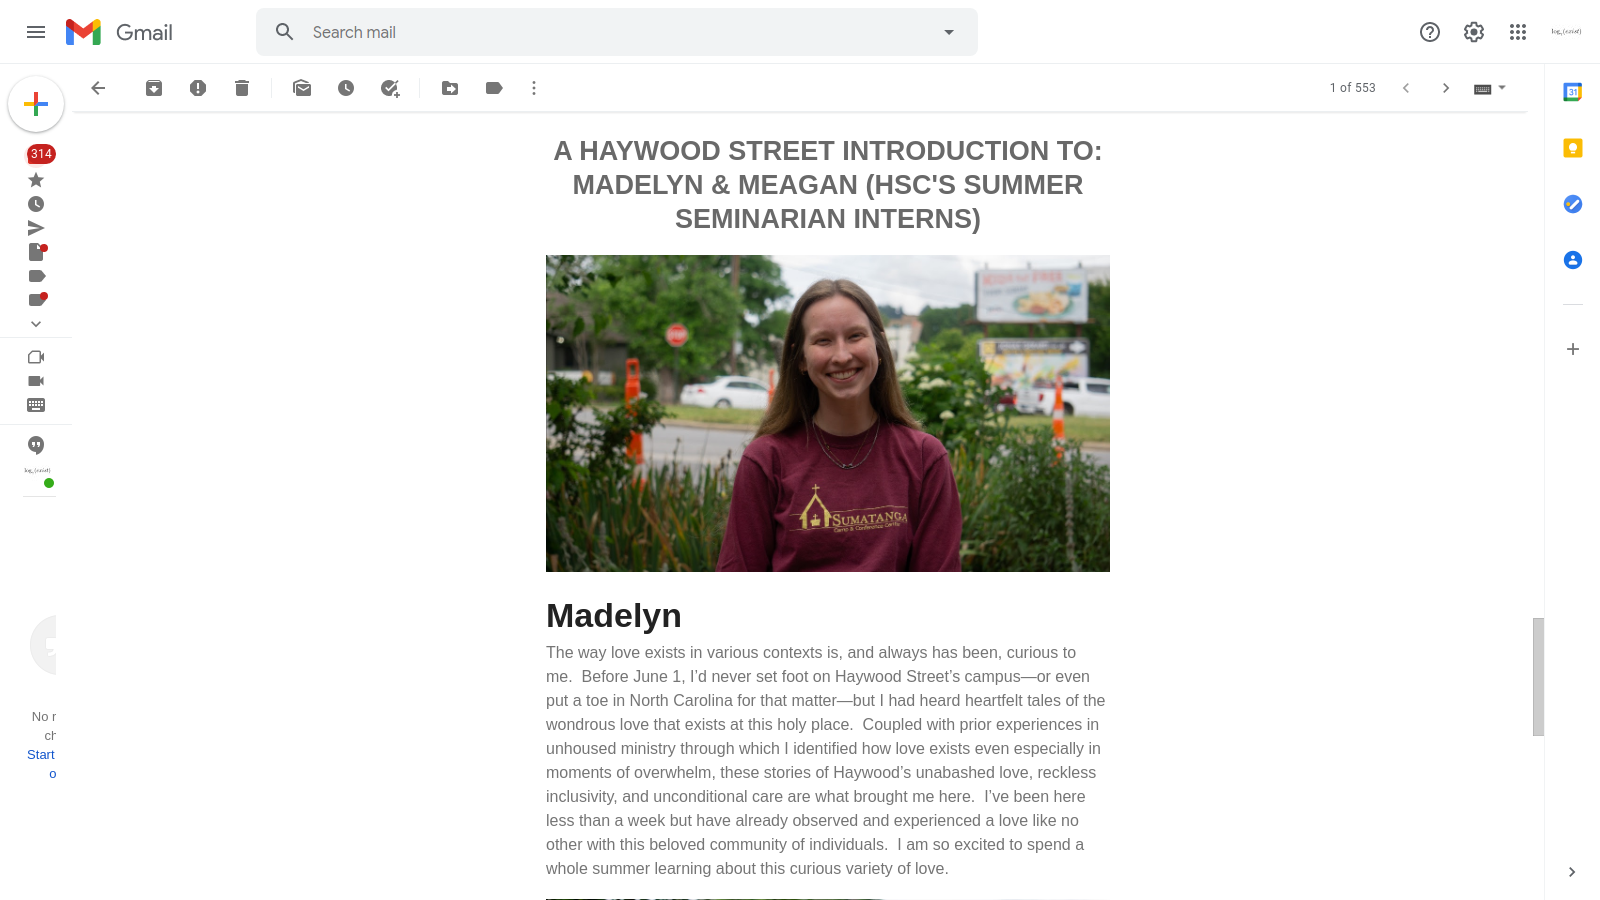 Gmail
Search mail
log_e(exist)
1 of 553
31
314
A HAYWOOD STREET INTRODUCTION TO:
MADELYN & MEAGAN (HSC'S SUMMER
SEMINARIAN INTERNS)
SUMATANGA
Madelyn
The way love exists in various contexts is, and always has been, curious to
me.  Before June 1, I’d never set foot on Haywood Street’s campus—or even
put a toe in North Carolina for that matter—but I had heard heartfelt tales of the
wondrous love that exists at this holy place.  Coupled with prior experiences in
unhoused ministry through which I identified how love exists even especially in
moments of overwhelm, these stories of Haywood’s unabashed love, reckless
inclusivity, and unconditional care are what brought me here.  I’ve been here
less than a week but have already observed and experienced a love like no
other with this beloved community of individuals.  I am so excited to spend a
whole summer learning about this curious variety of love.
No r
ch
Start
o